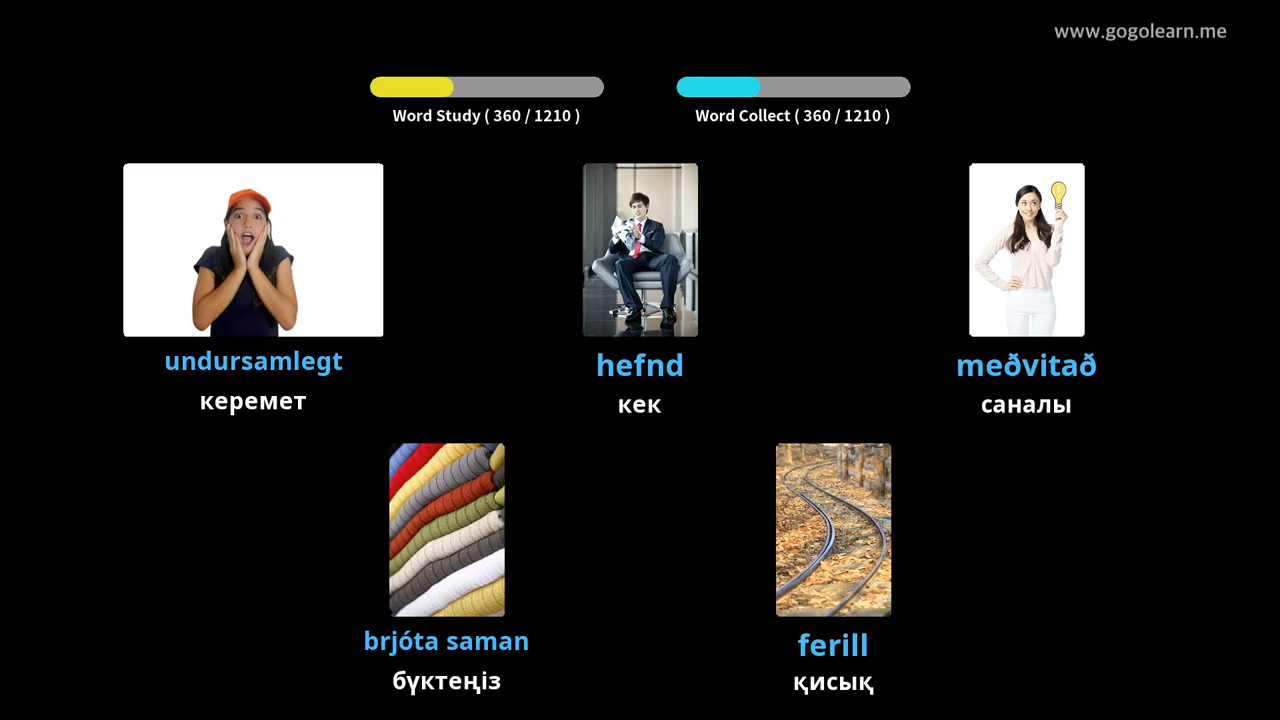 www.gogolearn.me
Word Study ( 360 / 1210 )
Word Collect ( 360 / 1210 )
undursamlegt
керемет
hefnd
кек
meðvitað
саналы
brjóta saman
бүктеңіз
ferill
қисық